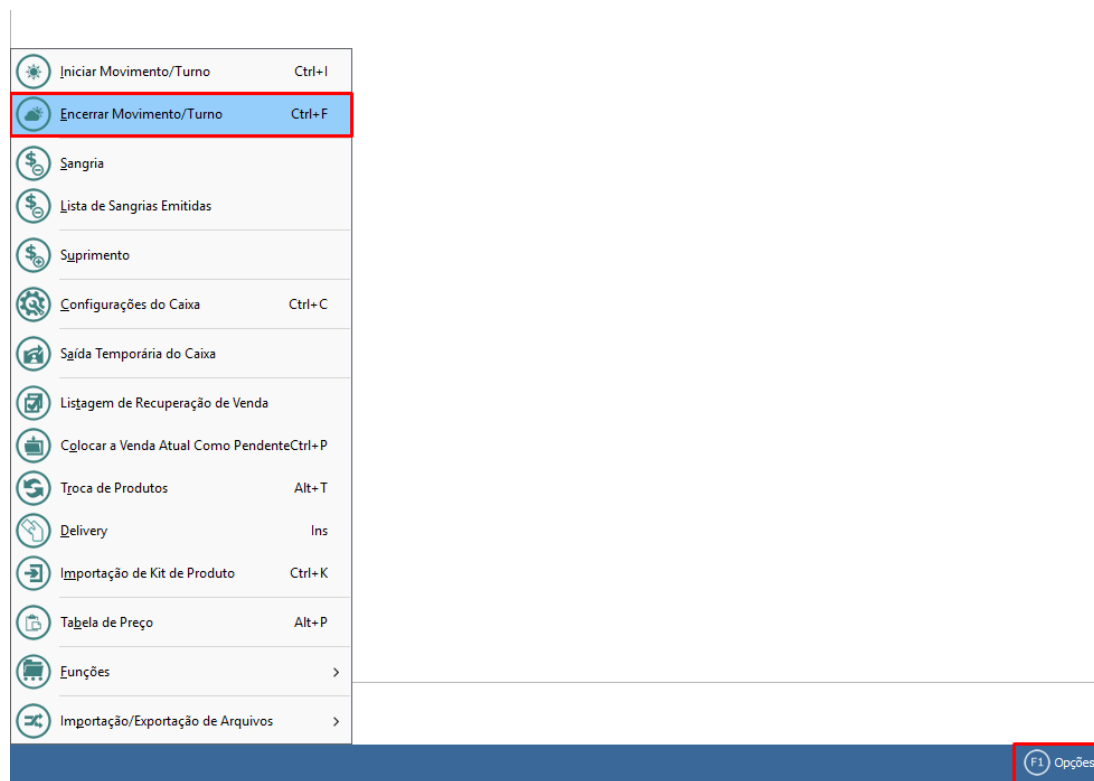 Iniciar Movimento/Turno Ctrl+I
Encerrar Movimento/Turno Ctrl+F
Sangria
Lista de Sangrias Emitidas
Suprimento
Configurações do Caixa Ctrl+C
Saída Temporária do Caixa
Listagem de Recuperação de Venda
Colocar a Venda Atual Como PendenteCtrl+P
Troca de Produtos Alt+T
Delivery Ins
Importação de Kit de Produto Ctrl+K
Tabela de Preço Alt+P
Funções
Importação/Exportação de Arquivos
F1 Opções